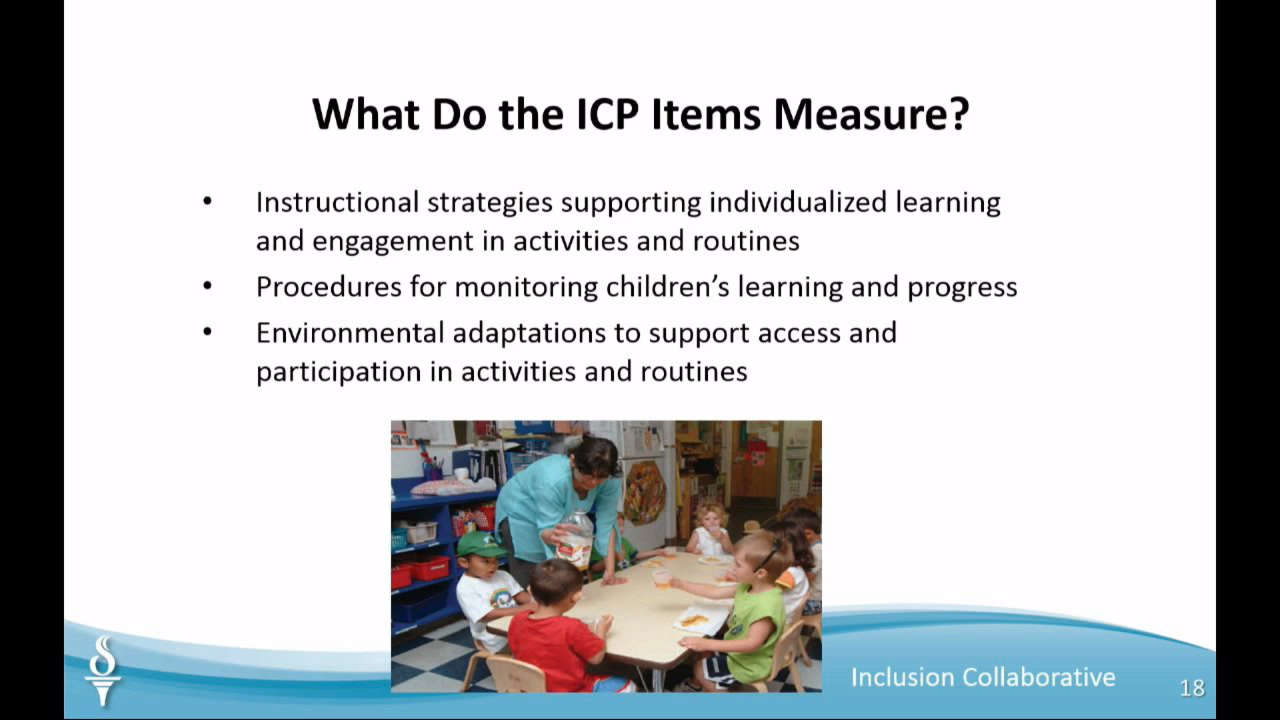 What Do the ICP Items Measure?
• Instructional strategies supporting individualized learning
and engagement in activities and routines
• Procedures for monitoring children’s learning and progress
• Environmental adaptations to support access and
participation in activities and routines
Inclusion Collaborative
18